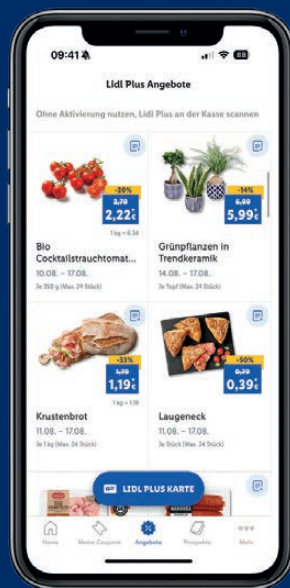 09:41
88
Lidl Plus Angebote
Ohne Aktivierung nutzen, Lidl Plus an der Kasse scannen
-20%
2,79
2,22€
1 kg = 6.34
Bio
Cocktailstrauchtomat...
10.08. – 17.08.
Je 350 g (Max. 24 Stück)
-14%
6,99
5,99€
Grünpflanzen in
Trendkeramik
14.08. – 17.08.
Je Topf (Max. 24 Stück)
-33%
1,79
1,19€
1 kg = 1.19
Krustenbrot
11.08. – 17.08.
Je 1 kg (Max. 24 Stück)
-50%
0,79
0,39€
Laugeneck
11.08. – 17.08.
Je Stück (Max. 24 Stück)
LIDL PLUS KARTE
Home
Meine Coupons
Angebote
Prospekte
Mehr